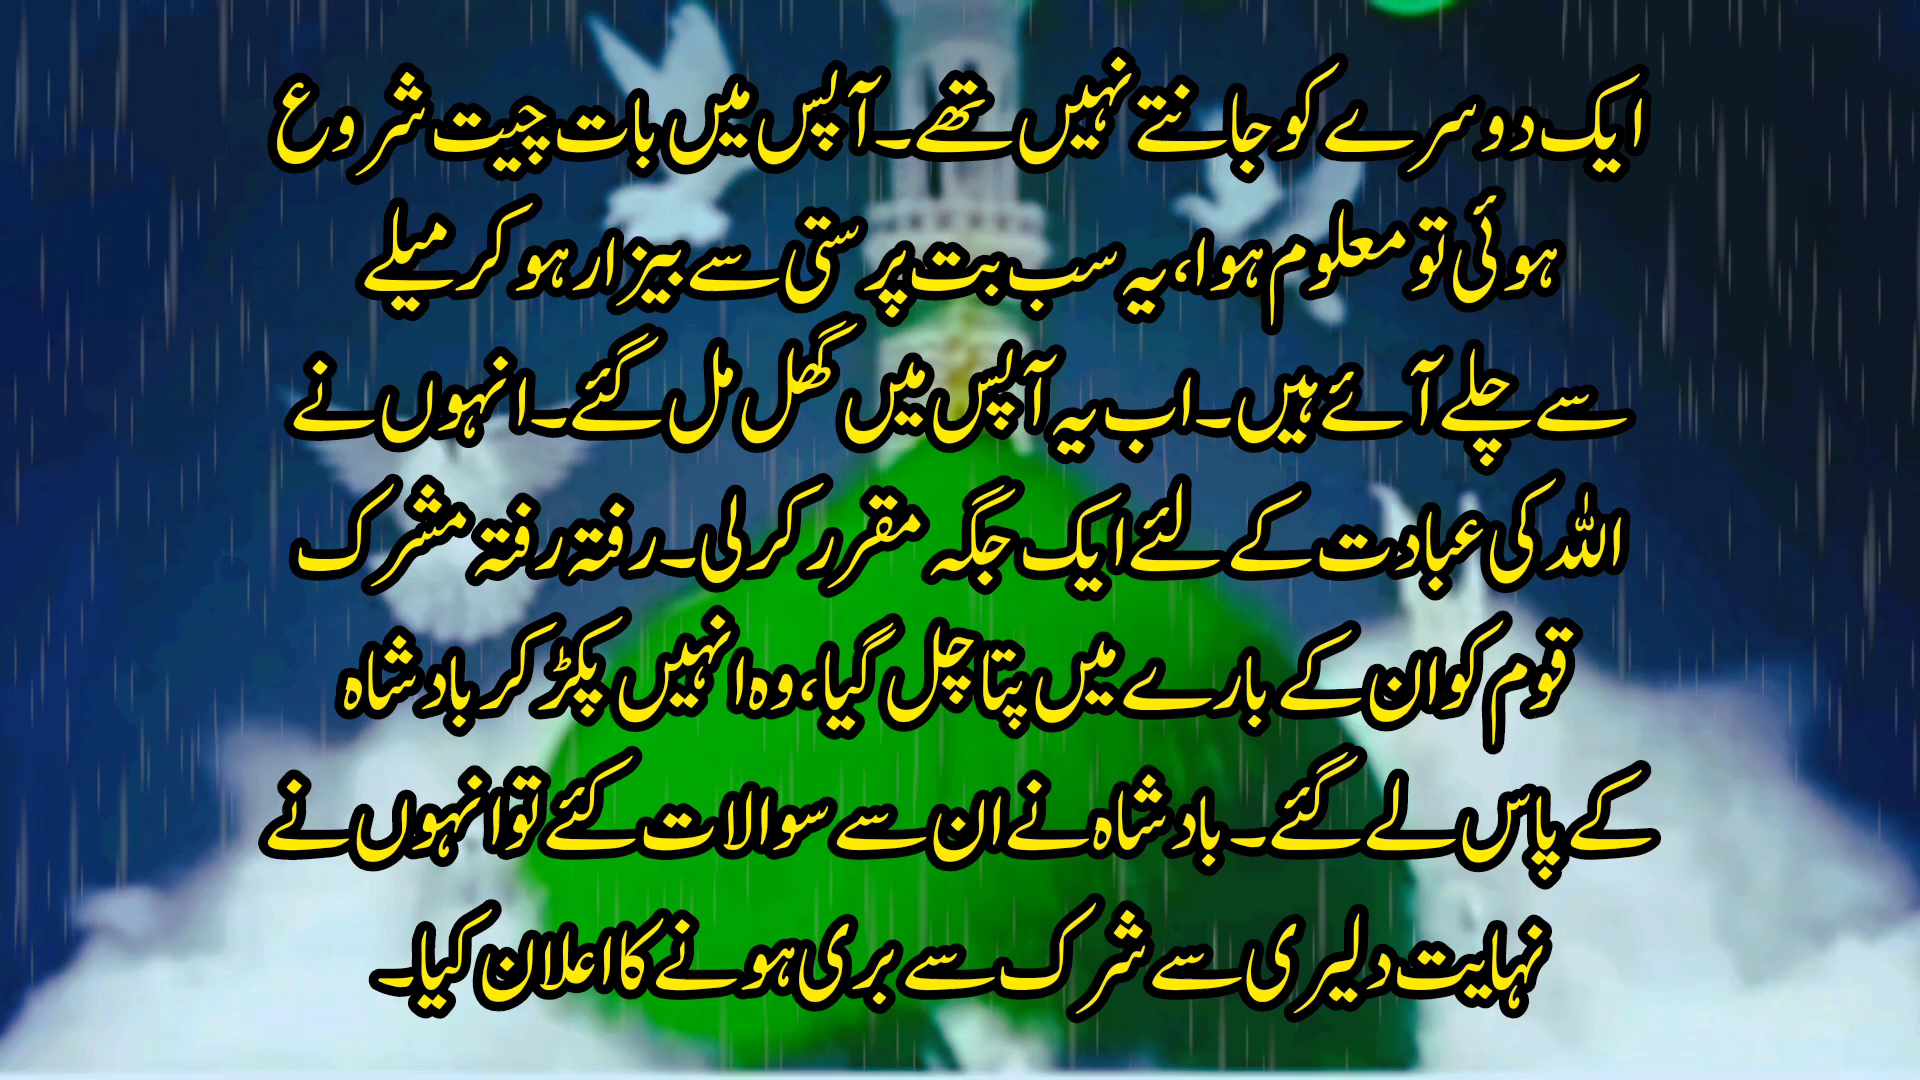 ایک دوسرے کو جانتے نہیں تھے۔ آپس میں بات چیت شروع
ہوئی تو معلوم ہوا، یہ سب بت پرستی سے بیزار ہو کر میلے
سے چلے آئے ہیں۔ اب یہ آپس میں گھل مل گئے۔ انہوں نے
اللہ کی عبادت کے لئے ایک جگہ مقرر کر لی۔ رفتہ رفتہ مشرک
قوم کو ان کے بارے میں پتا چل گیا، وہ انہیں پکڑ کر بادشاہ
کے پاس لے گئے۔ بادشاہ نے ان سے سوالات کئے تو انہوں نے
نہایت دلیری سے شرک سے بری ہونے کا اعلان کیا۔